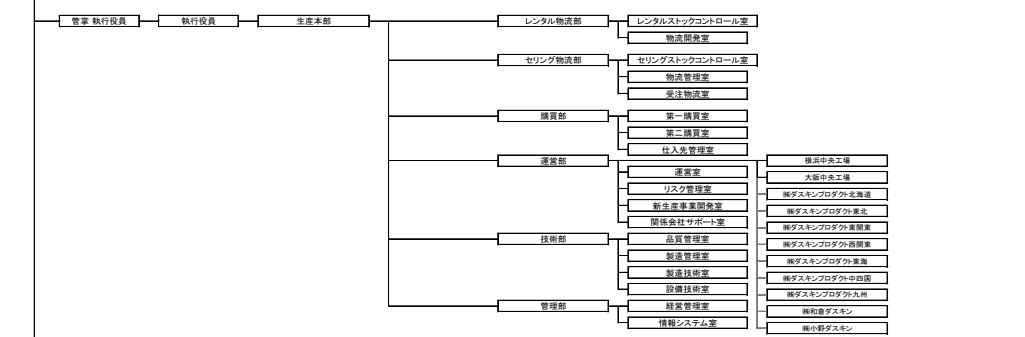 管掌 執行役員
執行役員
生産本部
レンタル物流部
レンタルストックコントロール室
物流開発室
セリング物流部
セリングストックコントロール室
物流管理室
受注物流室
購買部
第一購買室
第二購買室
仕入先管理室
運営部
運営室
リスク管理室
新生産事業開発室
関係会社サポート室
横浜中央工場
大阪中央工場
㈱ダスキンプロダクト北海道
㈱ダスキンプロダクト東北
㈱ダスキンプロダクト東関東
㈱ダスキンプロダクト西関東
㈱ダスキンプロダクト東海
㈱ダスキンプロダクト中四国
㈱ダスキンプロダクト九州
㈱和倉ダスキン
㈱小野ダスキン
技術部
品質管理室
製造管理室
製造技術室
設備技術室
管理部
経営管理室
情報システム室